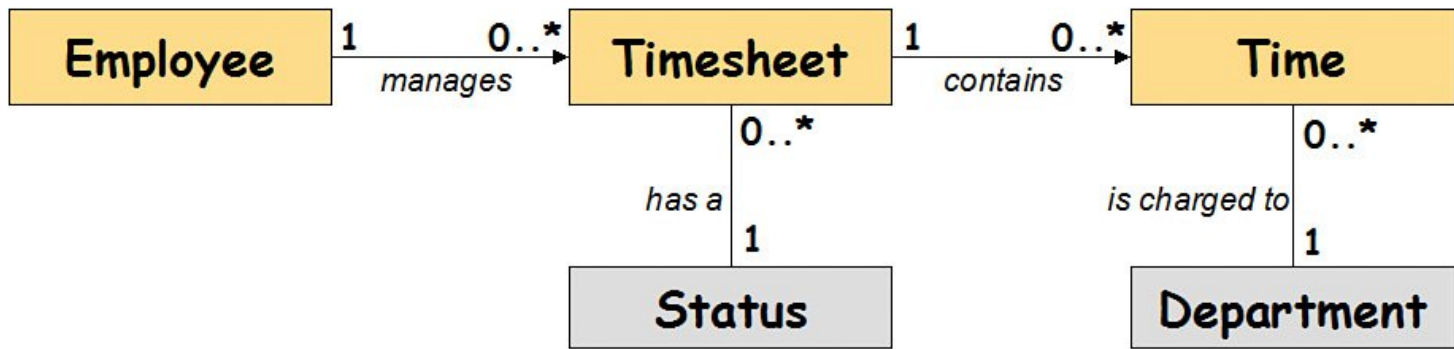 1 0..* 1 0..*
Employee Timesheet Time
manages contains
0..* 0..*
has a is charged to
1 1
Status Department